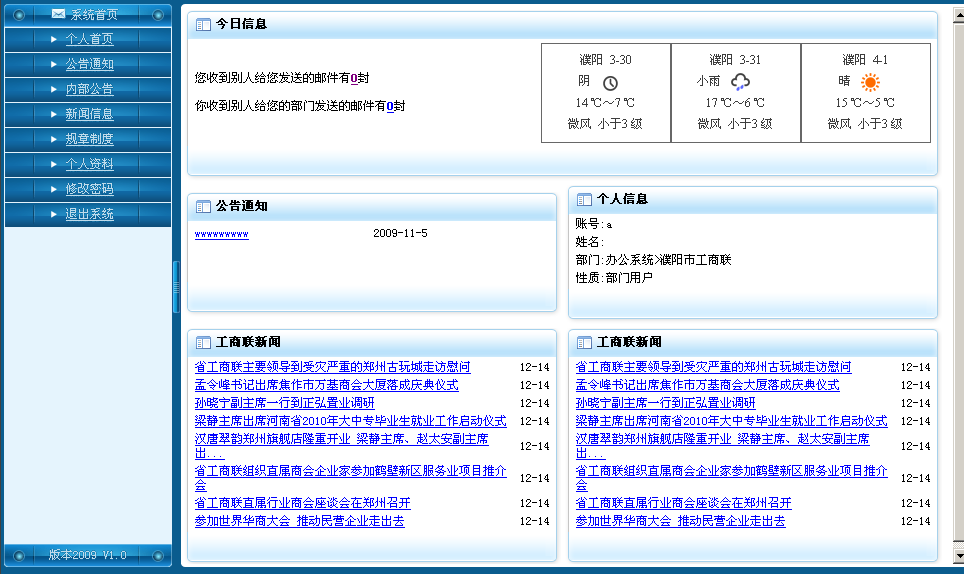 系统首页
个人首页
公告通知
内部公告
新闻信息
规章制度
个人资料
修改密码
退出系统
版本2009 V1.0
今日信息
您收到别人给您发送的邮件有0封
你收到别人给您的部门发送的邮件有0封
濮阳 3-30
阴
14℃～7℃
微风 小于3级
濮阳 3-31
小雨
17℃～6℃
微风 小于3级
濮阳 4-1
晴
15℃～5℃
微风 小于3级
公告通知
wwwwwwwww 2009-11-5
个人信息
账号:a
姓名:
部门:办公系统>濮阳市工商联
性质:部门用户
工商联新闻
省工商联主要领导到受灾严重的郑州古玩城走访慰问 12-14
孟令峰书记出席焦作市万基商会大厦落成庆典仪式 12-14
孙晓宁副主席一行到正弘置业调研 12-14
梁静主席出席河南省2010年大中专毕业生就业工作启动仪式 12-14
汉唐翠韵郑州旗舰店隆重开业 梁静主席、赵太安副主席
出... 12-14
省工商联组织直属商会企业家参加鹤壁新区服务业项目推介
会 12-14
省工商联直属行业商会座谈会在郑州召开 12-14
参加世界华商大会 推动民营企业走出去 12-14
工商联新闻
省工商联主要领导到受灾严重的郑州古玩城走访慰问 12-14
孟令峰书记出席焦作市万基商会大厦落成庆典仪式 12-14
孙晓宁副主席一行到正弘置业调研 12-14
梁静主席出席河南省2010年大中专毕业生就业工作启动仪式 12-14
汉唐翠韵郑州旗舰店隆重开业 梁静主席、赵太安副主席
出... 12-14
省工商联组织直属商会企业家参加鹤壁新区服务业项目推介
会 12-14
省工商联直属行业商会座谈会在郑州召开 12-14
参加世界华商大会 推动民营企业走出去 12-14